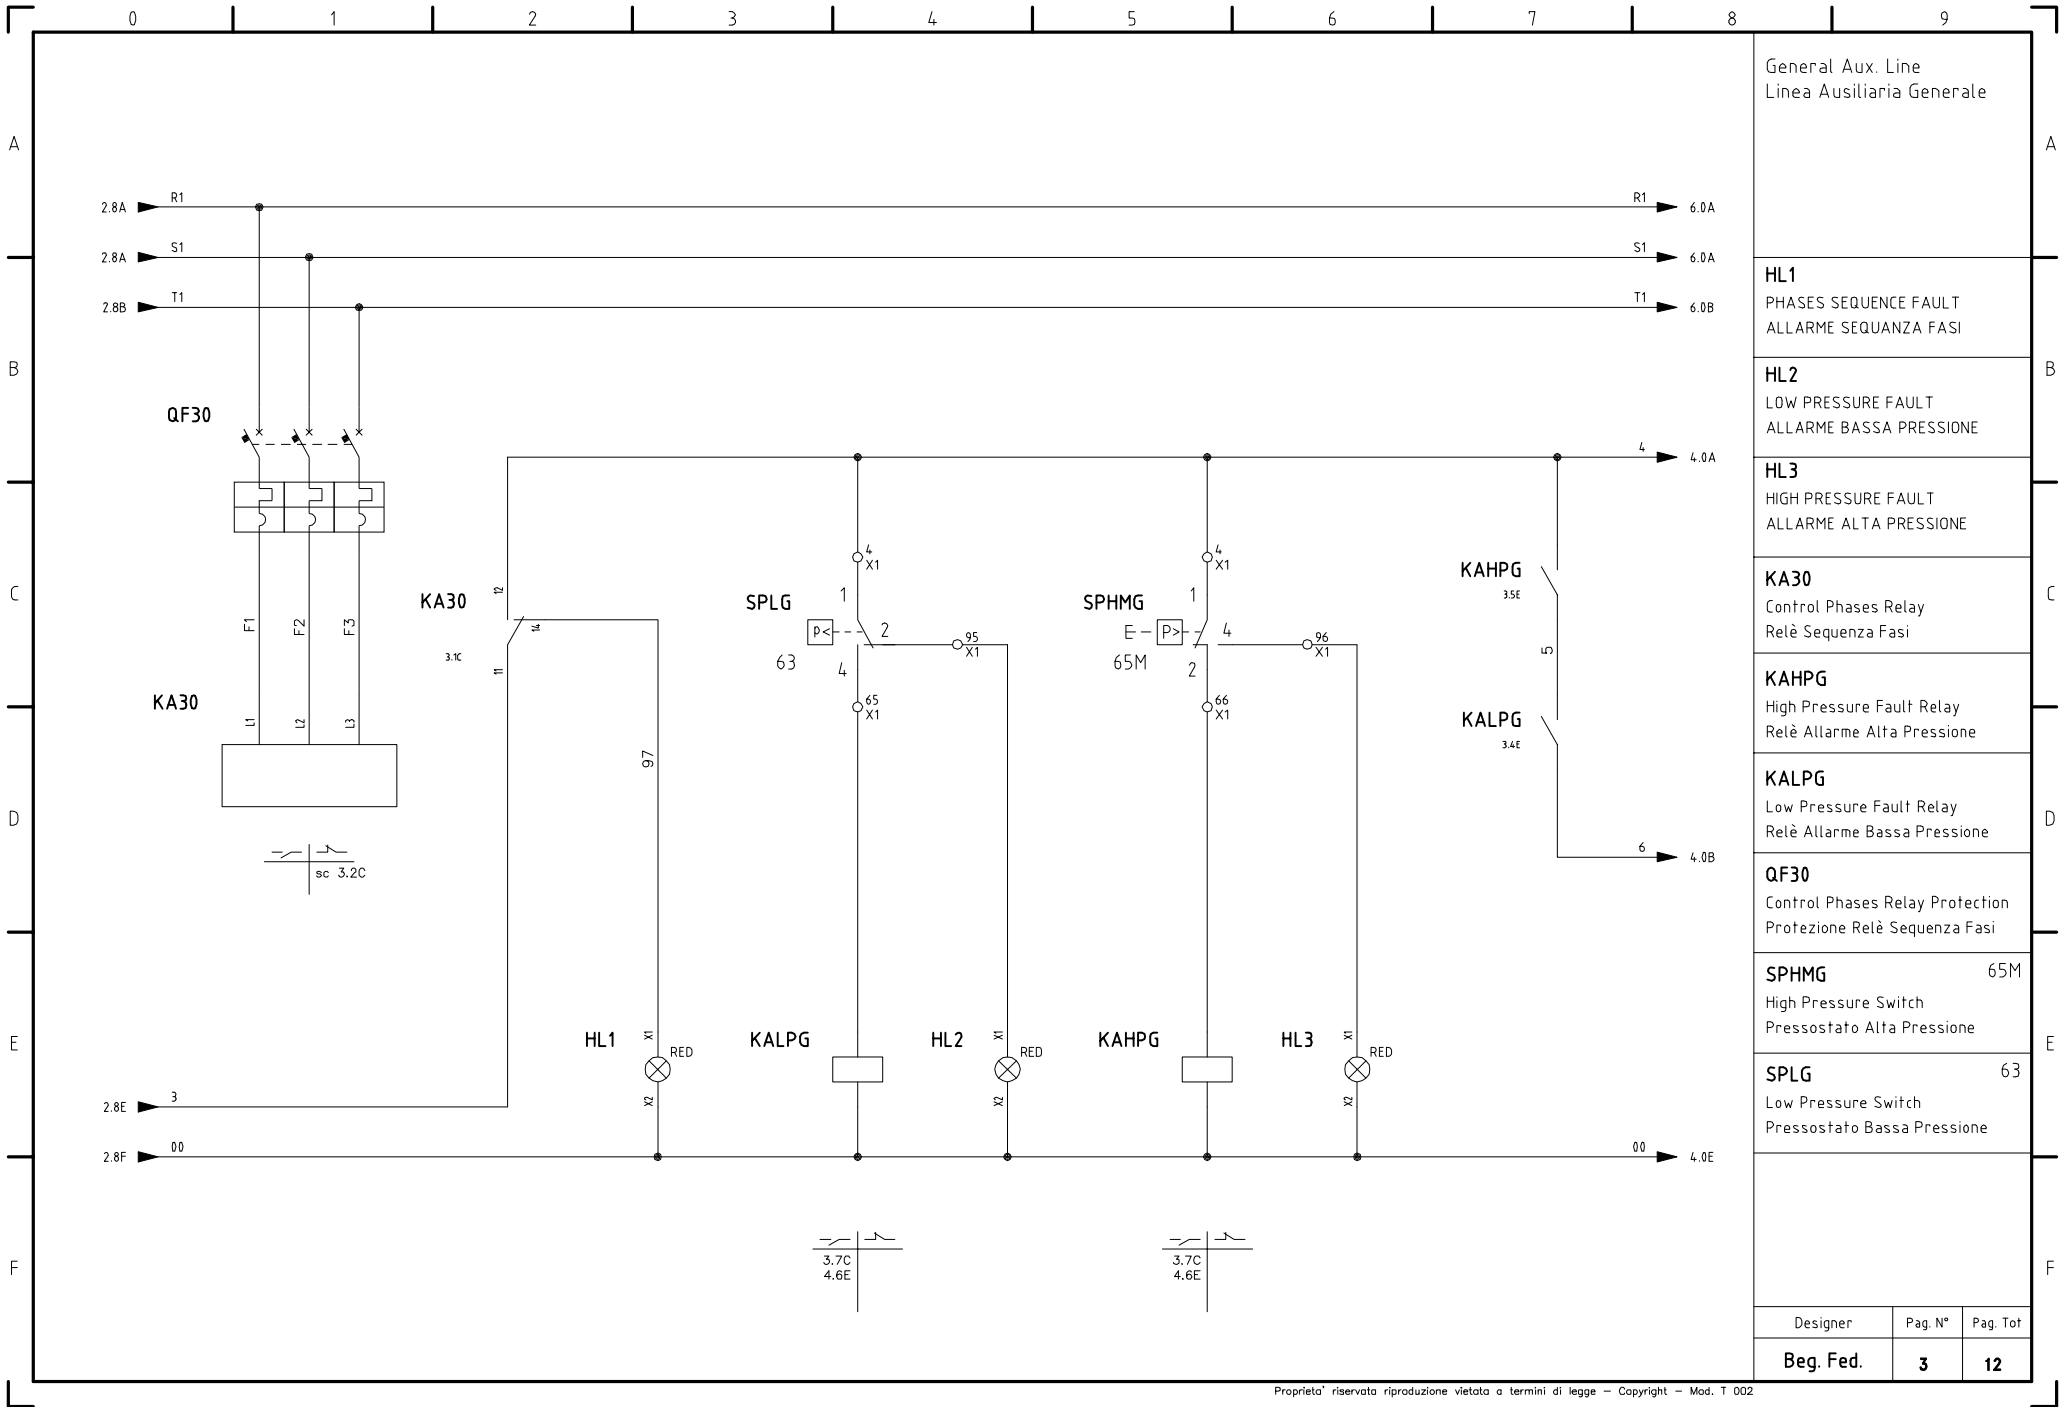 0 1 2 3 4 5 6 7 8 9
General Aux. Line
Linea Ausiliaria Generale
A A
2.8A R1 R1 6.0A
2.8A S1 S1 6.0A
2.8B T1 T1 6.0B
HL1
PHASES SEQUENCE FAULT
ALLARME SEQUANZA FASI
B B
HL2
LOW PRESSURE FAULT
ALLARME BASSA PRESSIONE
QF30
4 4.0A
HL3
HIGH PRESSURE FAULT
ALLARME ALTA PRESSIONE
4 4
X1 X1
KAHPG
3.5E
KA30
Control Phases Relay
Relè Sequenza Fasi
C C
KA30 12 14 11
3.1C
SPLG 1 2 4
P<
63
95
X1
65
X1
SPHMG 1 4 2
E P>
65M
96
X1
66
X1
F1 F2 F3
5
KAHPG
High Pressure Fault Relay
Relè Allarme Alta Pressione
KA30
L1 L2 L3
KALPG
3.4E
97
KALPG
Low Pressure Fault Relay
Relè Allarme Bassa Pressione
D D
6 4.0B
sc 3.2C
QF30
Control Phases Relay Protection
Protezione Relè Sequenza Fasi
SPHMG 65M
High Pressure Switch
Pressostato Alta Pressione
E E
HL1 X1 RED X2
KALPG
HL2 X1 RED X2
KAHPG
HL3 X1 RED X2
SPLG 63
Low Pressure Switch
Pressostato Bassa Pressione
2.8E 3
2.8F 00 00 4.0E
F F
3.7C 3.7C
4.6E 4.6E
Designer Pag. N° Pag. Tot
Beg. Fed. 3 12
Proprieta' riservata riproduzione vietata a termini di legge – Copyright – Mod. T 002